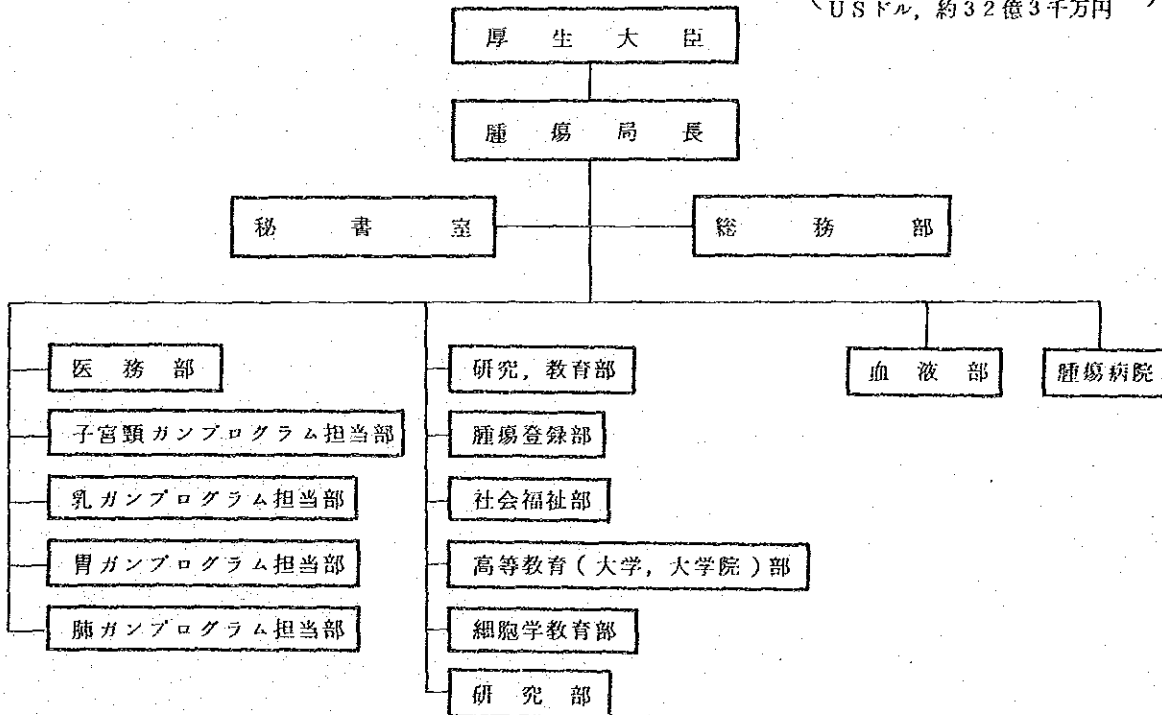 USドル, 約32億3千万円
厚生大臣
腫瘍局長
秘書室
総務部
医務部
子宮頸ガンプログラム担当部
乳ガンプログラム担当部
胃ガンプログラム担当部
肺ガンプログラム担当部
研究, 教育部
腫瘍登録部
社会福祉部
高等教育(大学, 大学院)部
細胞学教育部
研究部
血液部
腫瘍病院